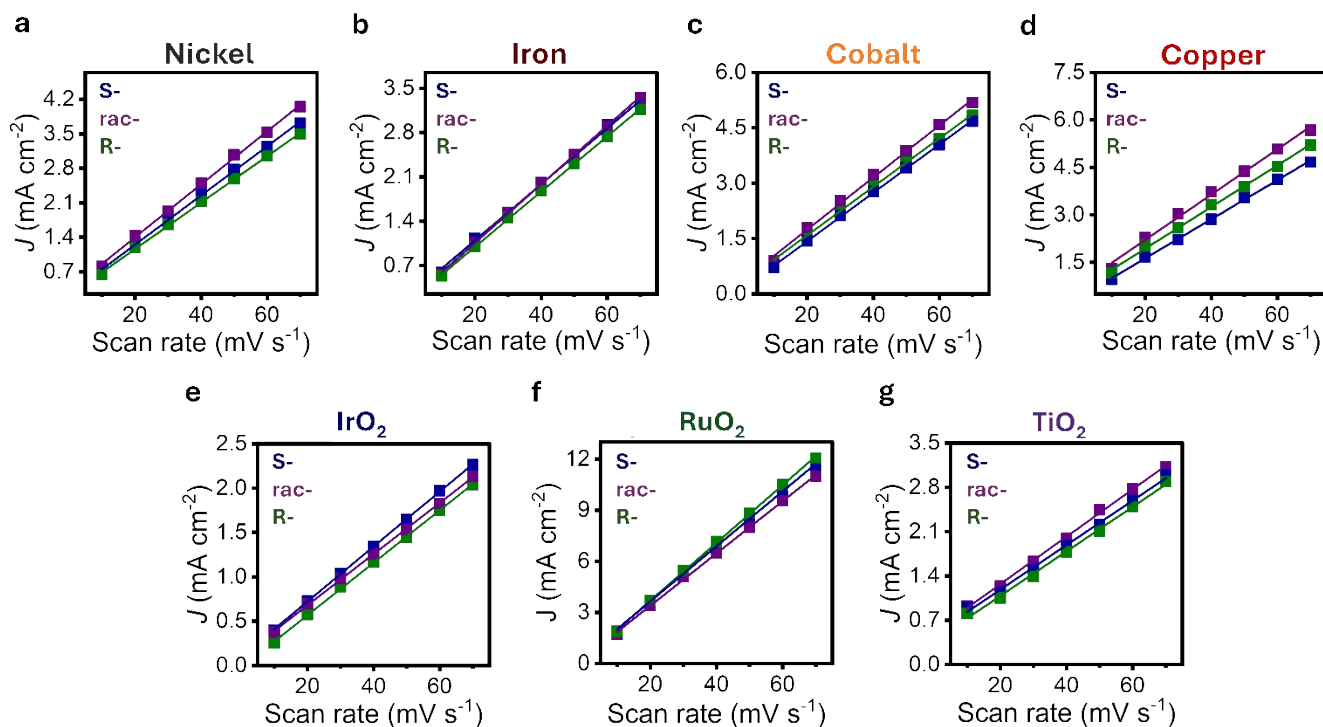 a
Nickel
S-
rac-
R-
J (mA cm⁻²)
4.2
3.5
2.8
2.1
1.4
0.7
20 40 60
Scan rate (mV s⁻¹)
b
Iron
S-
rac-
R-
J (mA cm⁻²)
3.5
2.8
2.1
1.4
0.7
20 40 60
Scan rate (mV s⁻¹)
c
Cobalt
S-
rac-
R-
J (mA cm⁻²)
6.0
4.5
3.0
1.5
0.0
20 40 60
Scan rate (mV s⁻¹)
d
Copper
S-
rac-
R-
J (mA cm⁻²)
7.5
6.0
4.5
3.0
1.5
20 40 60
Scan rate (mV s⁻¹)
e
IrO₂
S-
rac-
R-
J (mA cm⁻²)
2.5
2.0
1.5
1.0
0.5
0.0
20 40 60
Scan rate (mV s⁻¹)
f
RuO₂
S-
rac-
R-
J (mA cm⁻²)
12
9
6
3
0
20 40 60
Scan rate (mV s⁻¹)
g
TiO₂
S-
rac-
R-
J (mA cm⁻²)
3.5
2.8
2.1
1.4
0.7
0.0
20 40 60
Scan rate (mV s⁻¹)